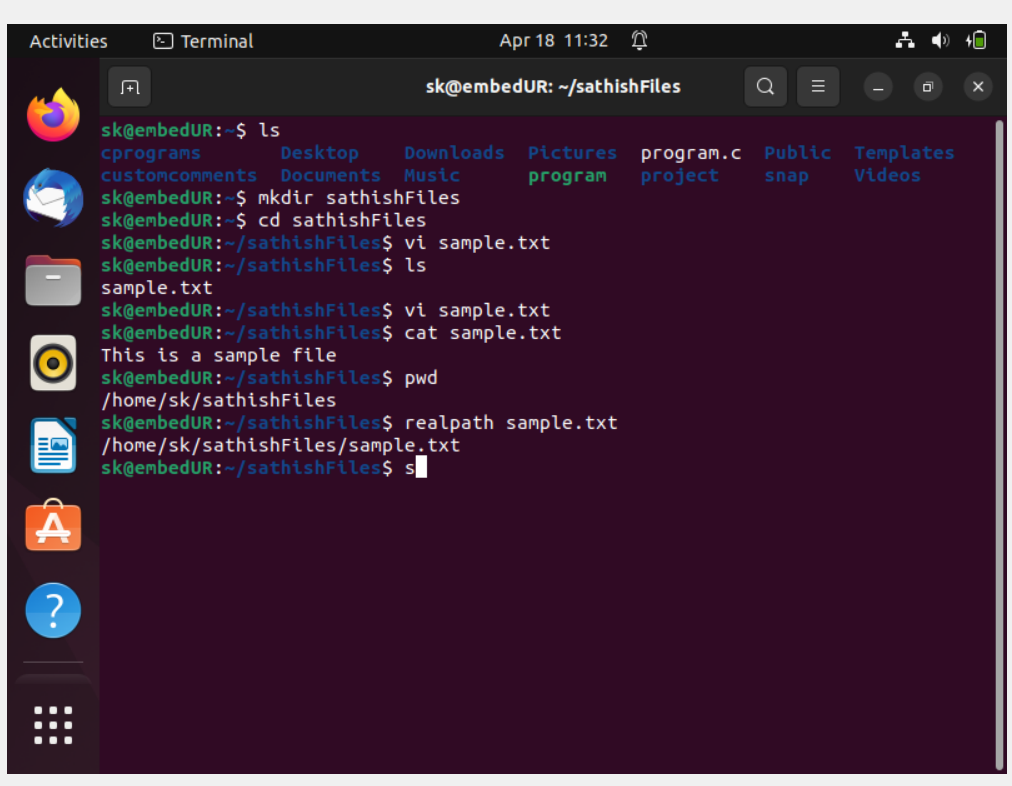 Activities Terminal Apr 18 11:32
sk@embedUR: ~/sathishFiles
sk@embedUR:~$ ls
cprograms Desktop Downloads Pictures program.c Public Templates
customcomments Documents Music program project snap Videos
sk@embedUR:~$ mkdir sathishFiles
sk@embedUR:~$ cd sathishFiles
sk@embedUR:~/sathishFiles$ vi sample.txt
sk@embedUR:~/sathishFiles$ ls
sample.txt
sk@embedUR:~/sathishFiles$ vi sample.txt
sk@embedUR:~/sathishFiles$ cat sample.txt
This is a sample file
sk@embedUR:~/sathishFiles$ pwd
/home/sk/sathishFiles
sk@embedUR:~/sathishFiles$ realpath sample.txt
/home/sk/sathishFiles/sample.txt
sk@embedUR:~/sathishFiles$ s